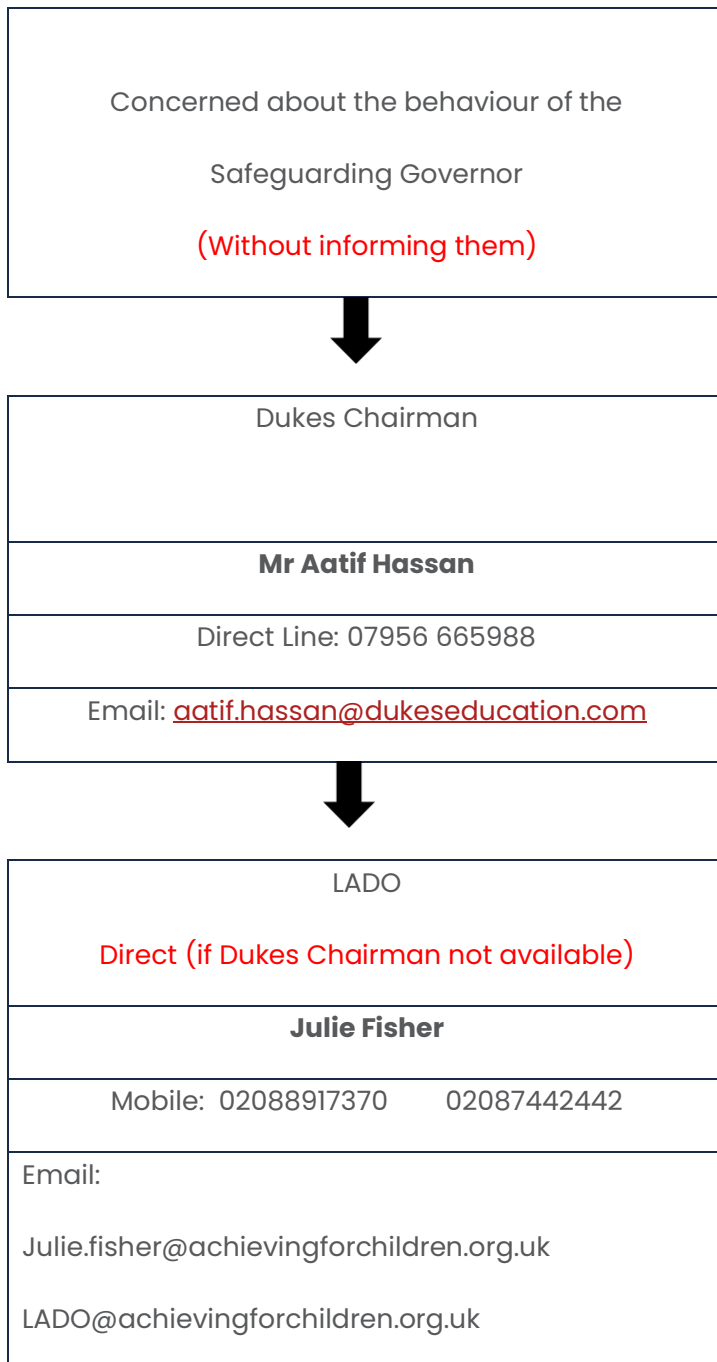 Concerned about the behaviour of the
Safeguarding Governor
(Without informing them)
Dukes Chairman
Mr Aatif Hassan
Direct Line: 07956 665988
Email: aatif.hassan@dukeseducation.com
LADO
Direct (if Dukes Chairman not available)
Julie Fisher
Mobile: 02088917370 02087442442
Email:
Julie.fisher@achievingforchildren.org.uk
LADO@achievingforchildren.org.uk